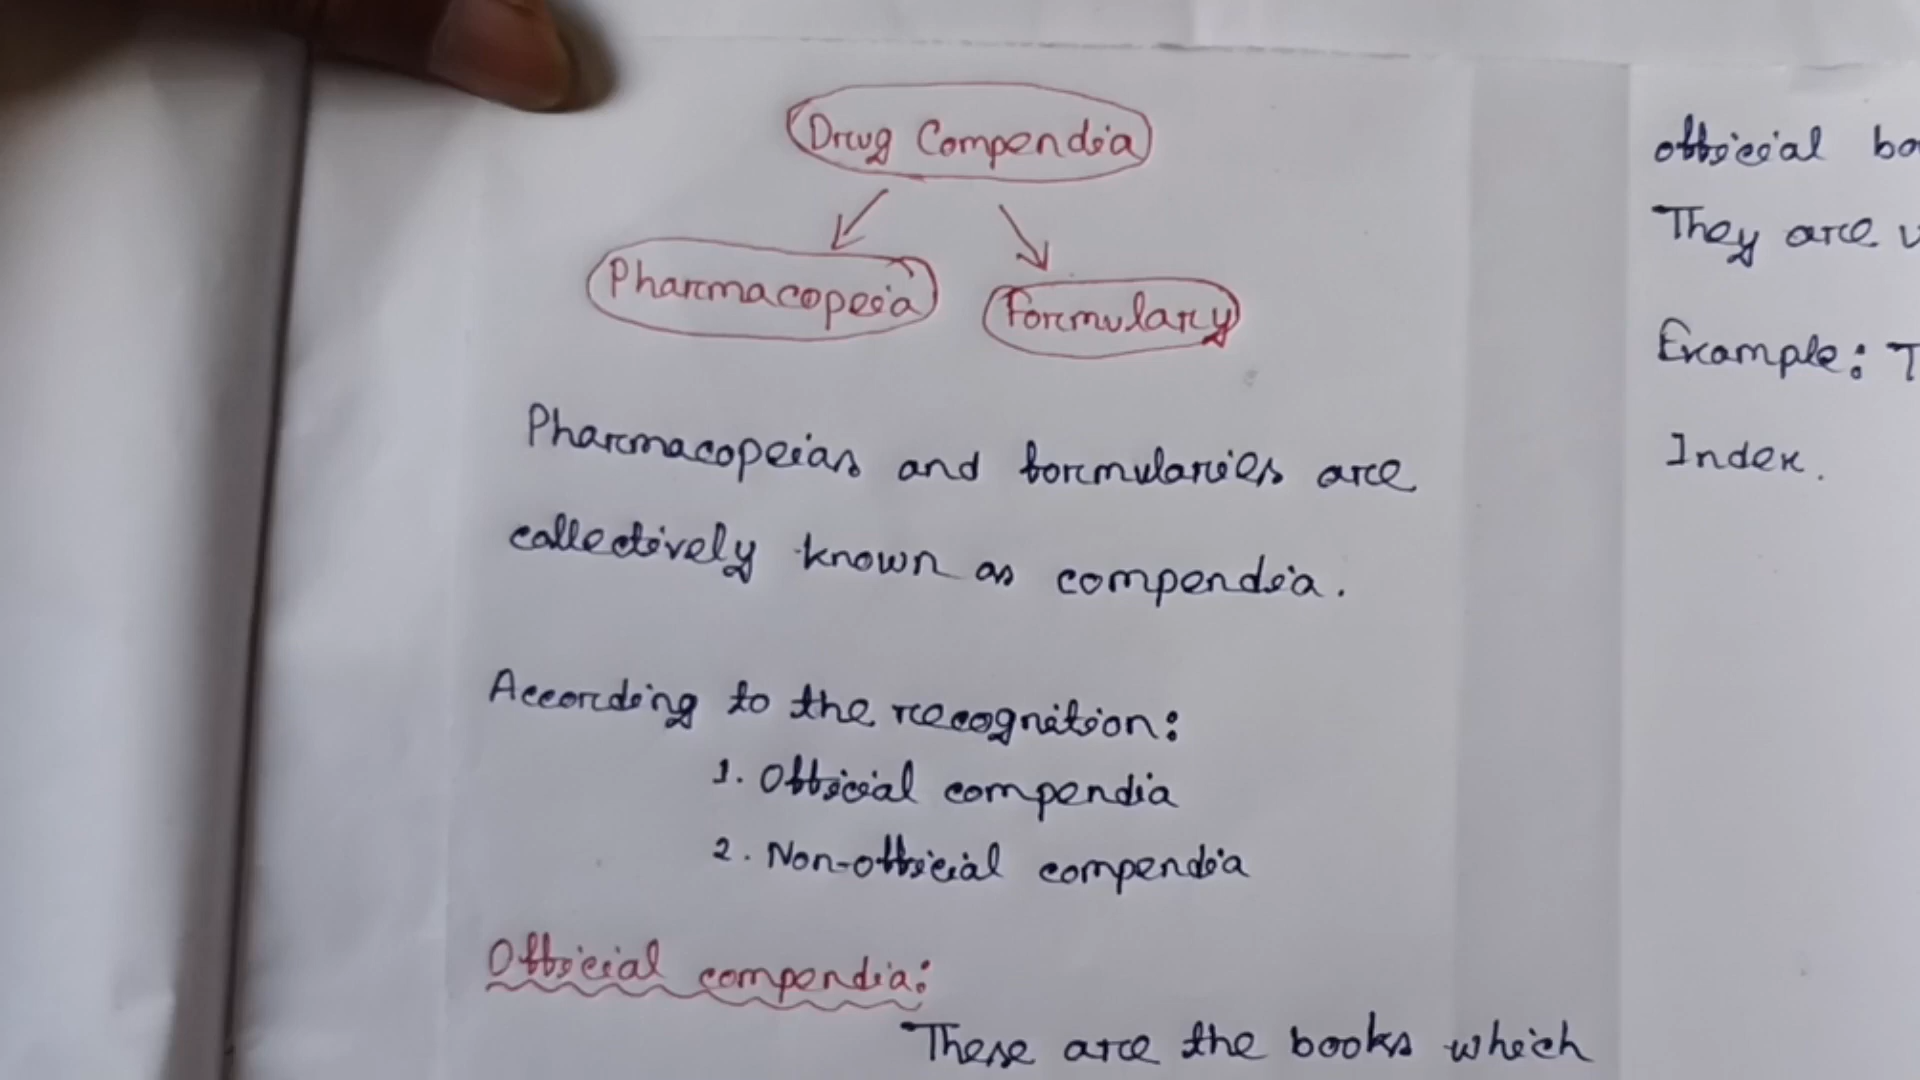 Drug Compendia
Pharmacopeia
Formulary
Pharmacopeias and formularies are
collectively known as compendia.
According to the recognition:
1. Official compendia
2. Non-official compendia
Official compendia:
These are the books which
official
They are
Example:
Index.